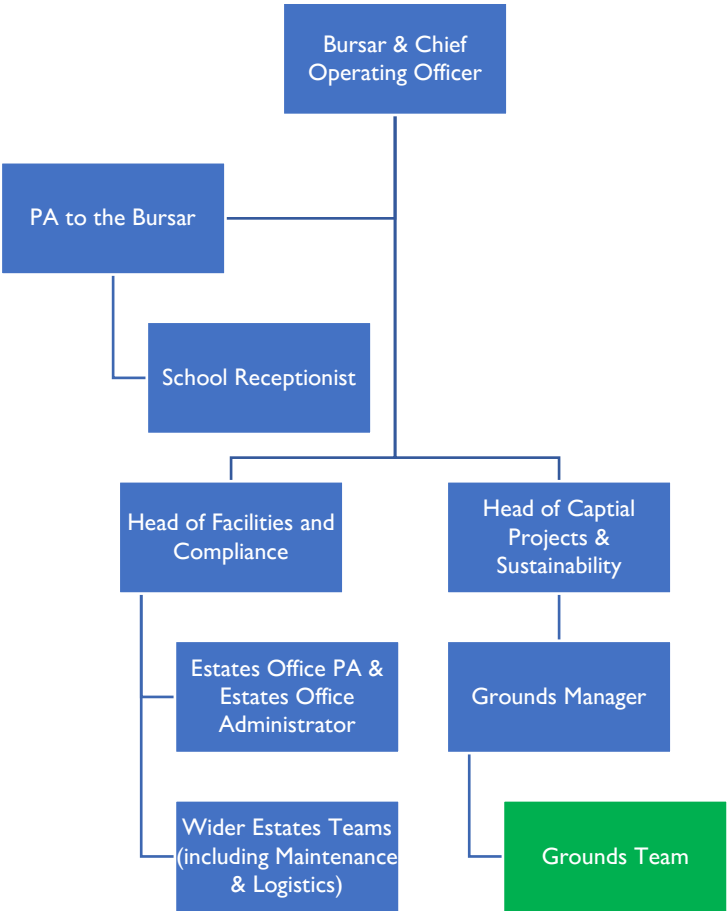 Bursar & Chief
Operating Officer
PA to the Bursar
School Receptionist
Head of Facilities and
Compliance
Head of Captial
Projects &
Sustainability
Estates Office PA &
Estates Office
Administrator
Grounds Manager
Wider Estates Teams
(including Maintenance
& Logistics)
Grounds Team